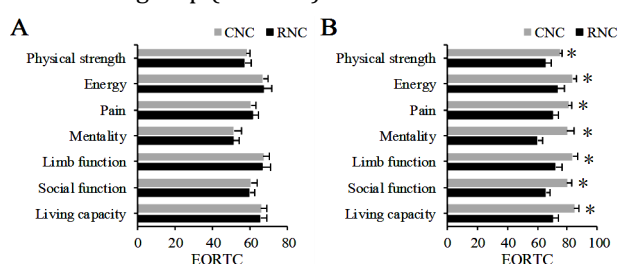 A
CNC RNC
Physical strength
Energy
Pain
Mentality
Limb function
Social function
Living capacity
0 20 40 60 80
EORTC
B
CNC RNC
Physical strength *
Energy *
Pain *
Mentality *
Limb function *
Social function *
Living capacity *
0 20 40 60 80 100
EORTC